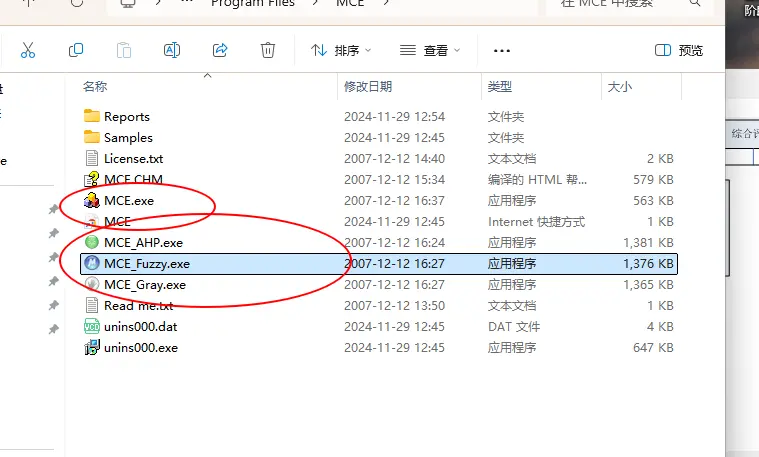 Program Files > MCE >
在 MCE 中搜索
排序 查看 ... 预览
名称 修改日期 类型 大小
Reports 2024-11-29 12:54 文件夹
Samples 2024-11-29 12:45 文件夹
License.txt 2007-12-12 14:40 文本文档 2 KB
MCE.CHM 2007-12-12 15:34 编译的 HTML 帮... 579 KB
MCE.exe 2007-12-12 16:37 应用程序 563 KB
MCE 2024-11-29 12:45 Internet 快捷方式 1 KB
MCE_AHP.exe 2007-12-12 16:24 应用程序 1,381 KB
MCE_Fuzzy.exe 2007-12-12 16:27 应用程序 1,376 KB
MCE_Gray.exe 2007-12-12 16:27 应用程序 1,365 KB
Read me.txt 2007-12-12 13:50 文本文档 1 KB
unins000.dat 2024-11-29 12:45 DAT 文件 4 KB
unins000.exe 2024-11-29 12:45 应用程序 647 KB
e
阶
综合评